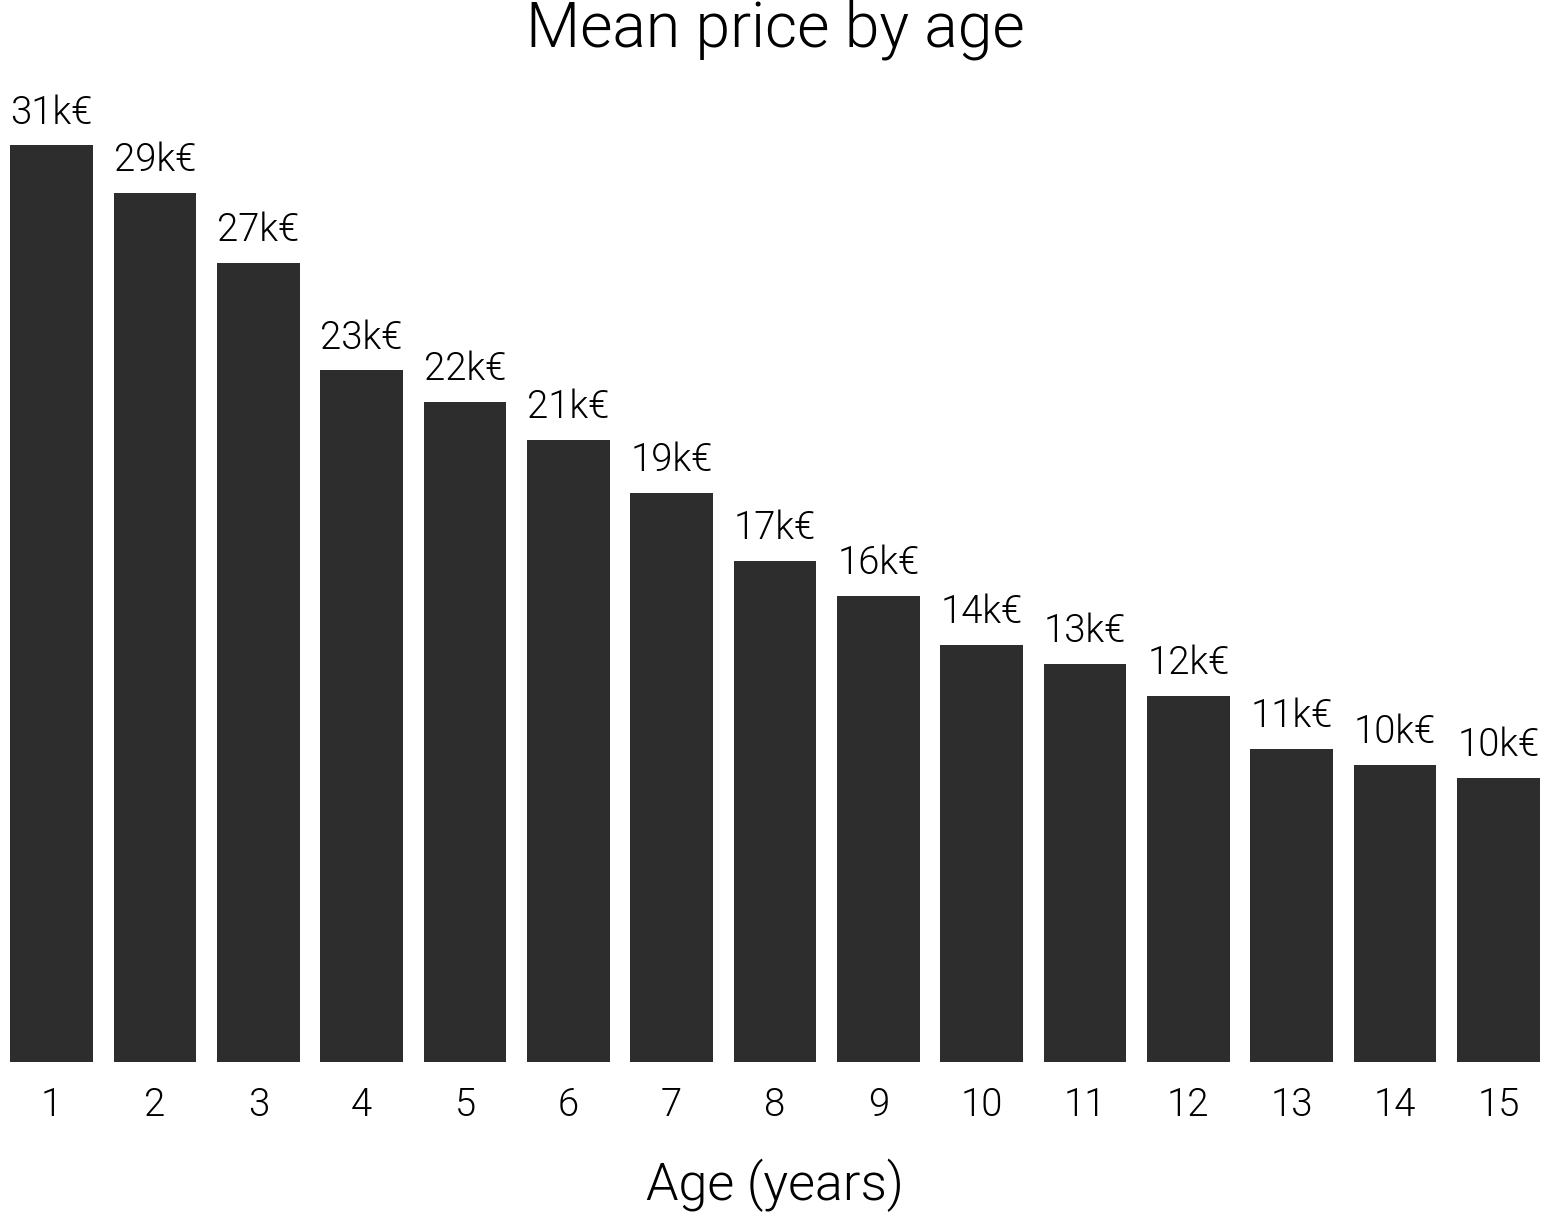 Mean price by age
31k€
29k€
27k€
23k€
22k€
21k€
19k€
17k€
16k€
14k€
13k€
12k€
11k€
10k€
10k€
1 2 3 4 5 6 7 8 9 10 11 12 13 14 15
Age (years)